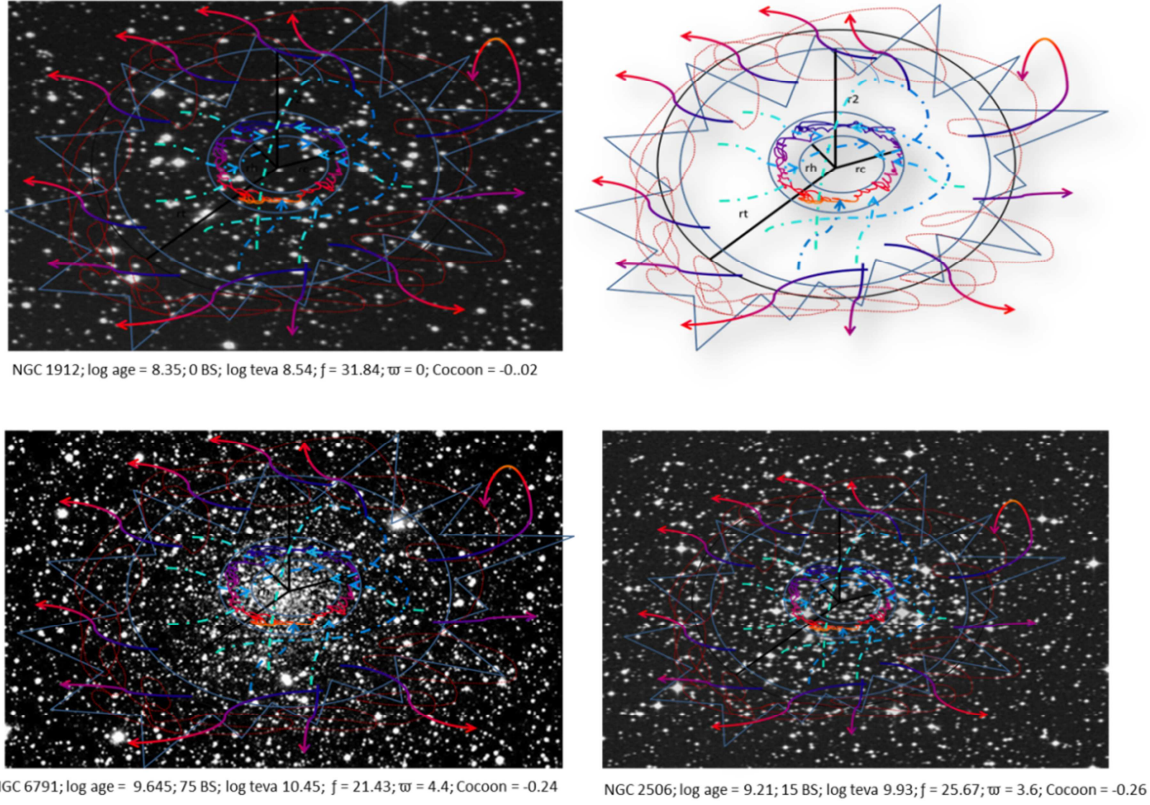 r2
rh
rc
rt
rt
NGC 1912; log age = 8.35; 0 BS; log teva 8.54; ƒ = 31.84; ϖ = 0; Cocoon = -0..02
NGC 6791; log age = 9.645; 75 BS; log teva 10.45; ƒ = 21.43; ϖ = 4.4; Cocoon = -0.24
NGC 2506; log age = 9.21; 15 BS; log teva 9.93; ƒ = 25.67; ϖ = 3.6; Cocoon = -0.26